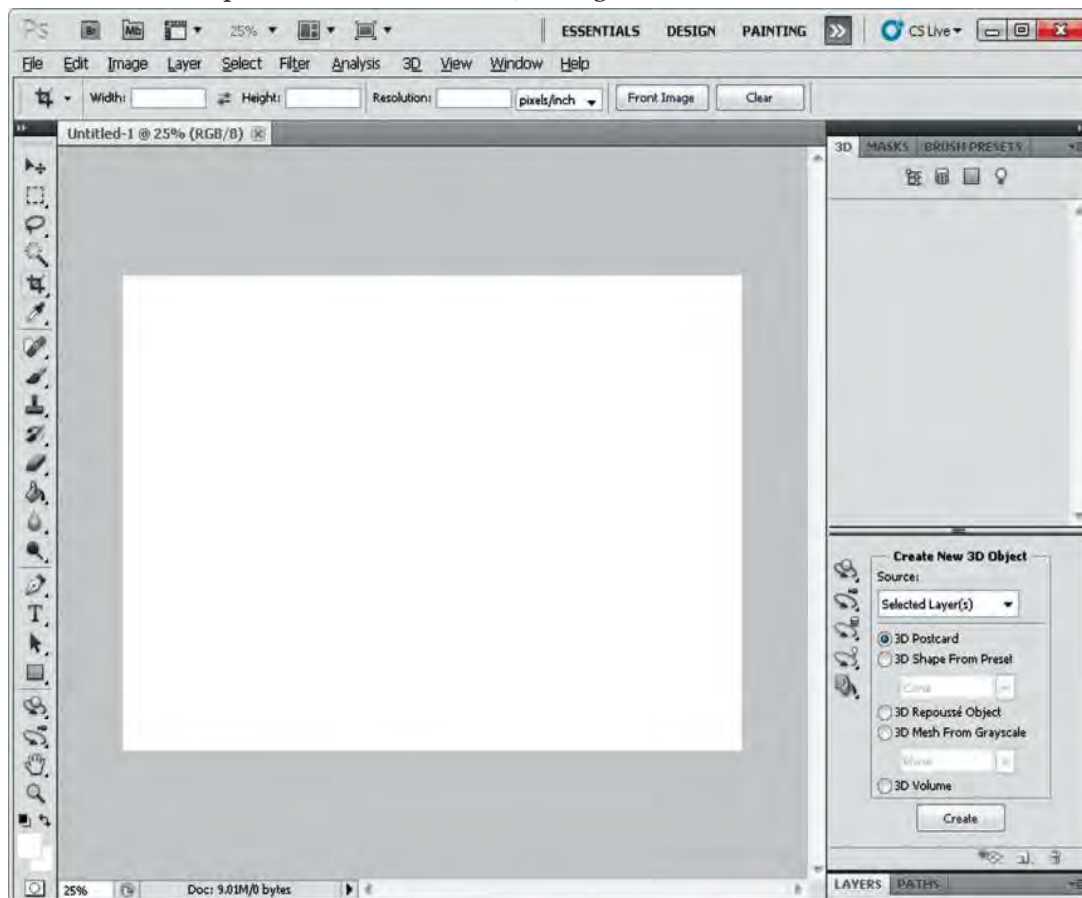 Ps Br Mb 25% ESSENTIALS DESIGN PAINTING >> CS Live
File Edit Image Layer Select Filter Analysis 3D View Window Help
Width: Height: Resolution: pixels/inch Front Image Clear
Untitled-1 @ 25% (RGB/8)
3D MASKS BRUSH PRESETS
Create New 3D Object
Source:
Selected Layer(s)
3D Postcard
3D Shape From Preset
Cone
3D Repoussé Object
3D Mesh From Grayscale
Plane
3D Volume
Create
T
25% Doc: 9.01M/0 bytes
LAYERS PATHS